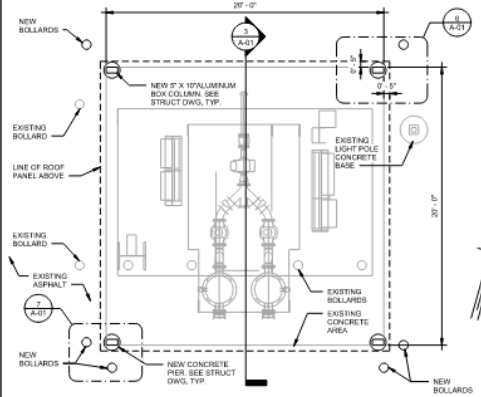 20' - 0"
NEW
BOLLARDS
3
A-01
6
A-01
0' - 5"
0' - 5"
NEW 5" X 10" ALUMINUM
BOX COLUMN. SEE
STRUCT DWG, TYP.
EXISTING
BOLLARD
EXISTING
LIGHT POLE
CONCRETE
BASE
LINE OF ROOF
PANEL ABOVE
20' - 0"
EXISTING
BOLLARD
EXISTING
ASPHALT
EXISTING
BOLLARDS
7
A-01
EXISTING
CONCRETE
AREA
NEW
BOLLARDS
NEW CONCRETE
PIER. SEE STRUCT
DWG, TYP.
NEW
BOLLARDS